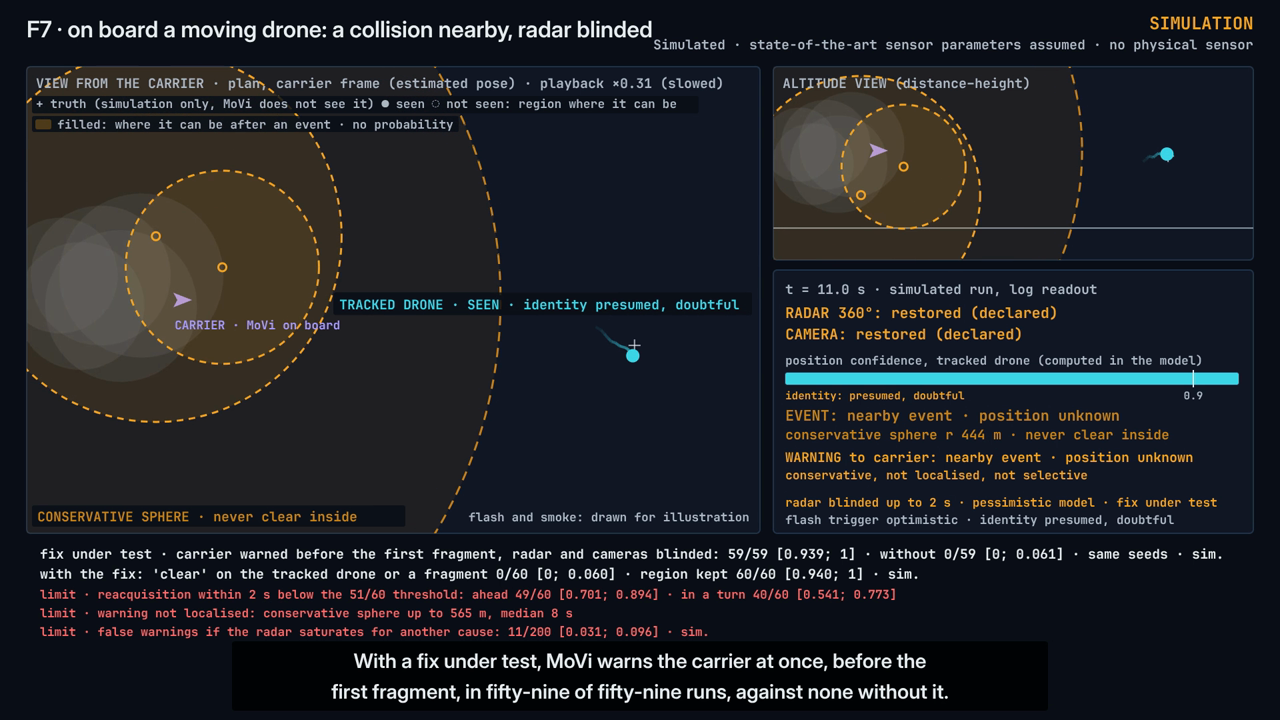 F7 · on board a moving drone: a collision nearby, radar blinded
SIMULATION
Simulated · state-of-the-art sensor parameters assumed · no physical sensor
VIEW FROM THE CARRIER · plan, carrier frame (estimated pose) · playback ×0.31 (slowed)
+ truth (simulation only, MoVi does not see it) ● seen ◌ not seen: region where it can be
filled: where it can be after an event · no probability
TRACKED DRONE · SEEN · identity presumed, doubtful
CARRIER · MoVi on board
CONSERVATIVE SPHERE · never clear inside
flash and smoke: drawn for illustration
ALTITUDE VIEW (distance-height)
t = 11.0 s · simulated run, log readout
RADAR 360°: restored (declared)
CAMERA: restored (declared)
position confidence, tracked drone (computed in the model)
identity: presumed, doubtful
0.9
EVENT: nearby event · position unknown
conservative sphere r 444 m · never clear inside
WARNING to carrier: nearby event · position unknown
conservative, not localised, not selective
radar blinded up to 2 s · pessimistic model · fix under test
flash trigger optimistic · identity presumed, doubtful
fix under test · carrier warned before the first fragment, radar and cameras blinded: 59/59 [0.939; 1] · without 0/59 [0; 0.061] · same seeds · sim.
with the fix: 'clear' on the tracked drone or a fragment 0/60 [0; 0.060] · region kept 60/60 [0.940; 1] · sim.
limit · reacquisition within 2 s below the 51/60 threshold: ahead 49/60 [0.701; 0.894] · in a turn 40/60 [0.541; 0.773]
limit · warning not localised: conservative sphere up to 565 m, median 8 s
limit · false warnings if the radar saturates for another cause: 11/200 [0.031; 0.096] · sim.
With a fix under test, MoVi warns the carrier at once, before the
first fragment, in fifty-nine of fifty-nine runs, against none without it.